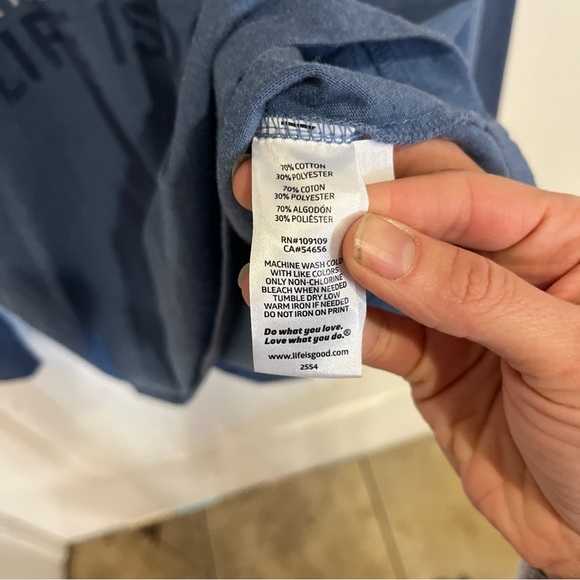 LIFE IS
70% COTTON
30% POLYESTER
70% COTON
30% POLYESTER
70% ALGODÓN
30% POLIÉSTER
RN#109109
CA#54656
MACHINE WASH COLD
WITH LIKE COLORS
ONLY NON-CHLORINE
BLEACH WHEN NEEDED
TUMBLE DRY LOW
WARM IRON IF NEEDED
DO NOT IRON ON PRINT
Do what you love.
Love what you do.®
www.lifeisgood.com
2554